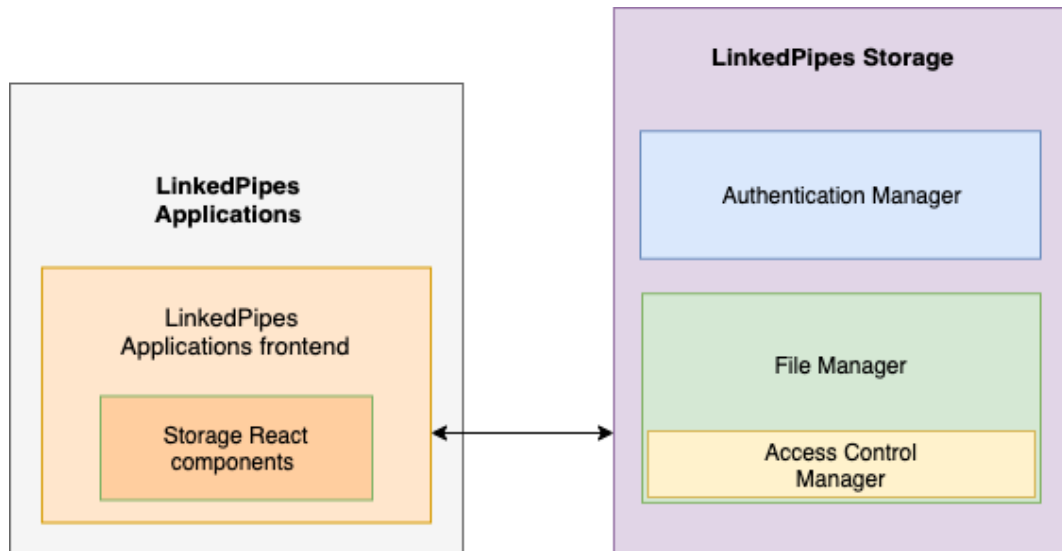 LinkedPipes
Applications
LinkedPipes
Applications frontend
Storage React
components
LinkedPipes Storage
Authentication Manager
File Manager
Access Control
Manager